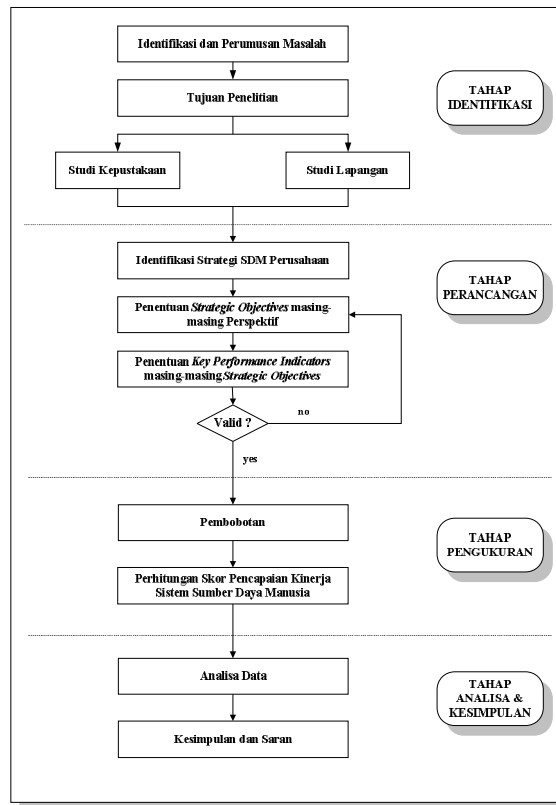 Identifikasi dan Perumusan Masalah
Tujuan Penelitian
TAHAP
IDENTIFIKASI
Studi Kepustakaan
Studi Lapangan
Identifikasi Strategi SDM Perusahaan
TAHAP
PERANCANGAN
Penentuan Strategic Objectives masing-
masing Perspektif
Penentuan Key Performance Indicators
masing-masing Strategic Objectives
Valid ?
no
yes
Pembobotan
TAHAP
PENGUKURAN
Perhitungan Skor Pencapaian Kinerja
Sistem Sumber Daya Manusia
Analisa Data
TAHAP
ANALISA &
KESIMPULAN
Kesimpulan dan Saran